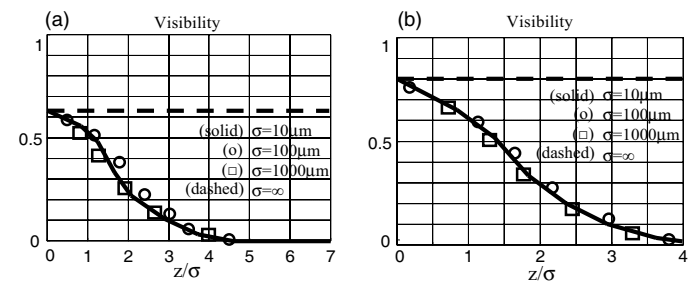 (a)
Visibility
1
0.5
0
(solid) σ=10μm
(o) σ=100μm
(□) σ=1000μm
(dashed) σ=∞
0 1 2 3 4 5 6 7
z/σ
(b)
Visibility
1
0.5
0
(solid) σ=10μm
(o) σ=100μm
(□) σ=1000μm
(dashed) σ=∞
0 1 2 3 4
z/σ